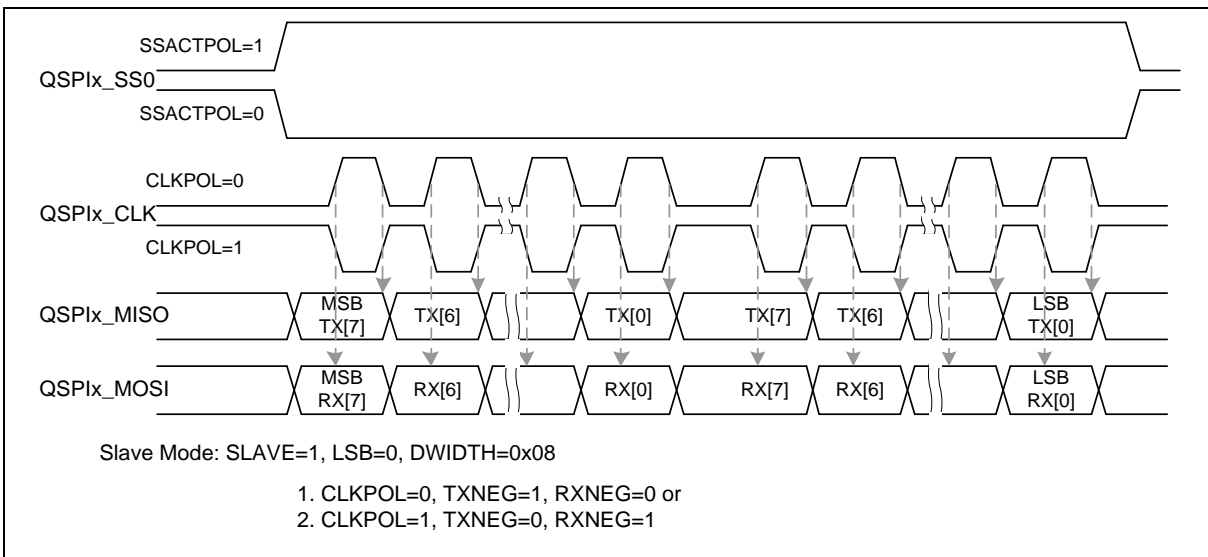 SSACTPOL=1
QSPIx_SS0
SSACTPOL=0
CLKPOL=0
QSPIx_CLK
CLKPOL=1
QSPIx_MISO
MSB
TX[7]
TX[6]
TX[0]
TX[7]
TX[6]
LSB
TX[0]
QSPIx_MOSI
MSB
RX[7]
RX[6]
RX[0]
RX[7]
RX[6]
LSB
RX[0]
Slave Mode: SLAVE=1, LSB=0, DWIDTH=0x08
1. CLKPOL=0, TXNEG=1, RXNEG=0 or
2. CLKPOL=1, TXNEG=0, RXNEG=1